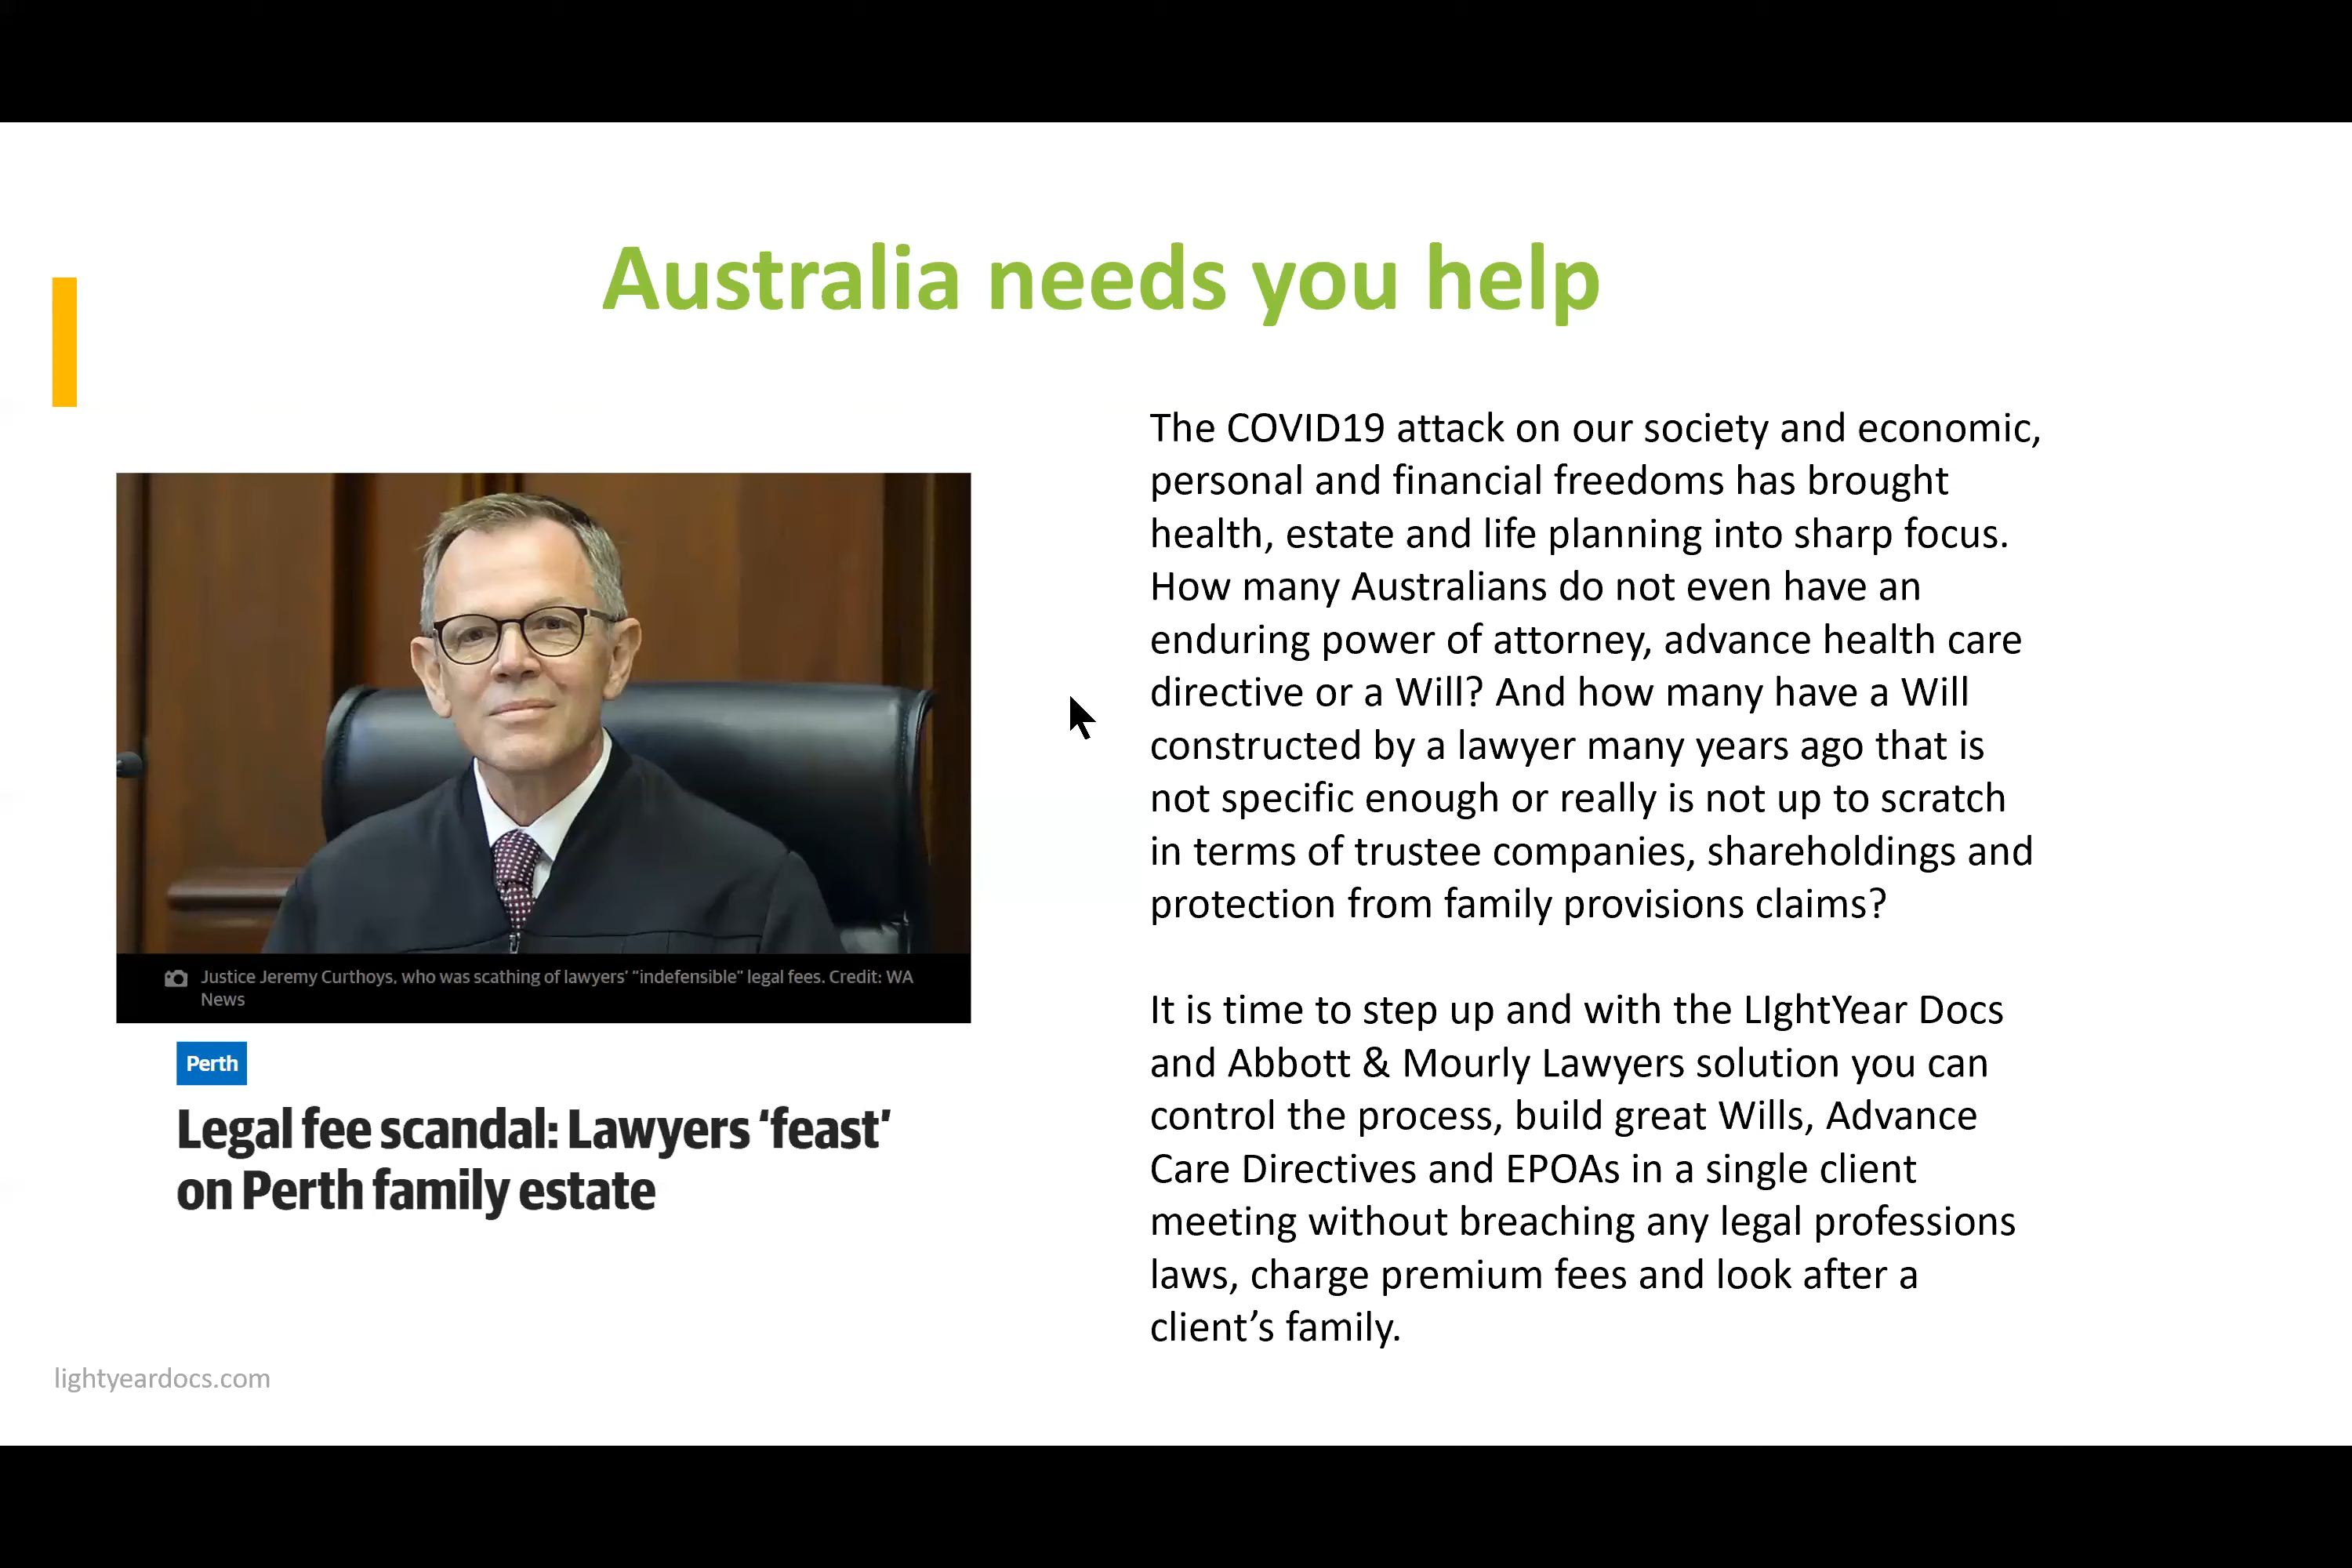 Australia needs you help
Justice Jeremy Curthoys, who was scathing of lawyers' "indefensible" legal fees. Credit: WA
News
Perth
Legal fee scandal: Lawyers ‘feast’
on Perth family estate
The COVID19 attack on our society and economic,
personal and financial freedoms has brought
health, estate and life planning into sharp focus.
How many Australians do not even have an
enduring power of attorney, advance health care
directive or a Will? And how many have a Will
constructed by a lawyer many years ago that is
not specific enough or really is not up to scratch
in terms of trustee companies, shareholdings and
protection from family provisions claims?
It is time to step up and with the LIghtYear Docs
and Abbott & Mourly Lawyers solution you can
control the process, build great Wills, Advance
Care Directives and EPOAs in a single client
meeting without breaching any legal professions
laws, charge premium fees and look after a
client’s family.
lightyeardocs.com